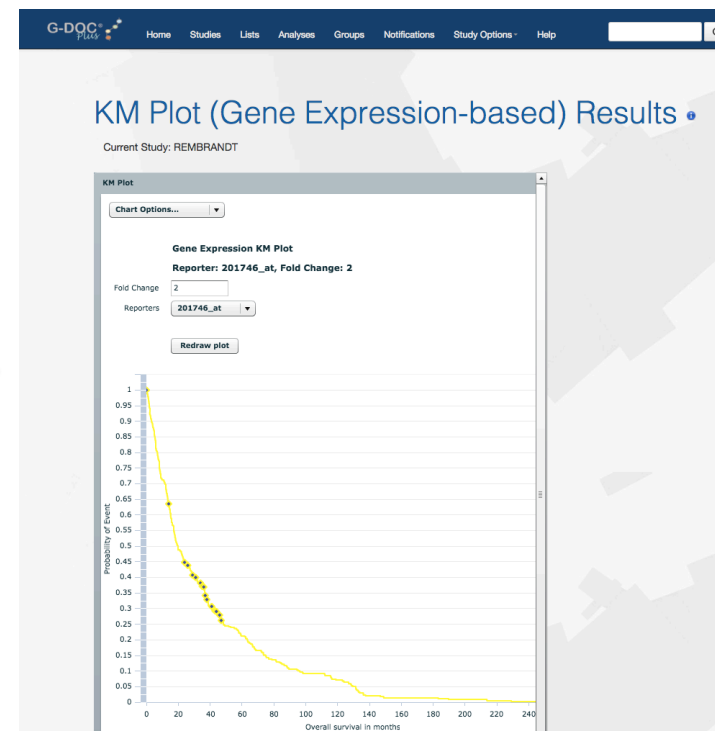 G-DOC®
Plus
Home Studies Lists Analyses Groups Notifications Study Options Help
KM Plot (Gene Expression-based) Results
Current Study: REMBRANDT
KM Plot
Chart Options...
Gene Expression KM Plot
Reporter: 201746_at, Fold Change: 2
Fold Change 2
Reporters 201746_at
Redraw plot
1
0.95
0.9
0.85
0.8
0.75
0.7
0.65
0.6
0.55
0.5
0.45
0.4
0.35
0.3
0.25
0.2
0.15
0.1
0.05
0
Probability of Event
0 20 40 60 80 100 120 140 160 180 200 220 240
Overall survival in months